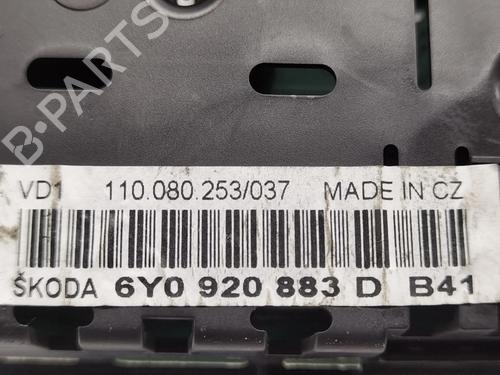 B-PARTS
VD1 110.080.253/037 MADE IN CZ
ŠKODA 6Y0 920 883 D B41